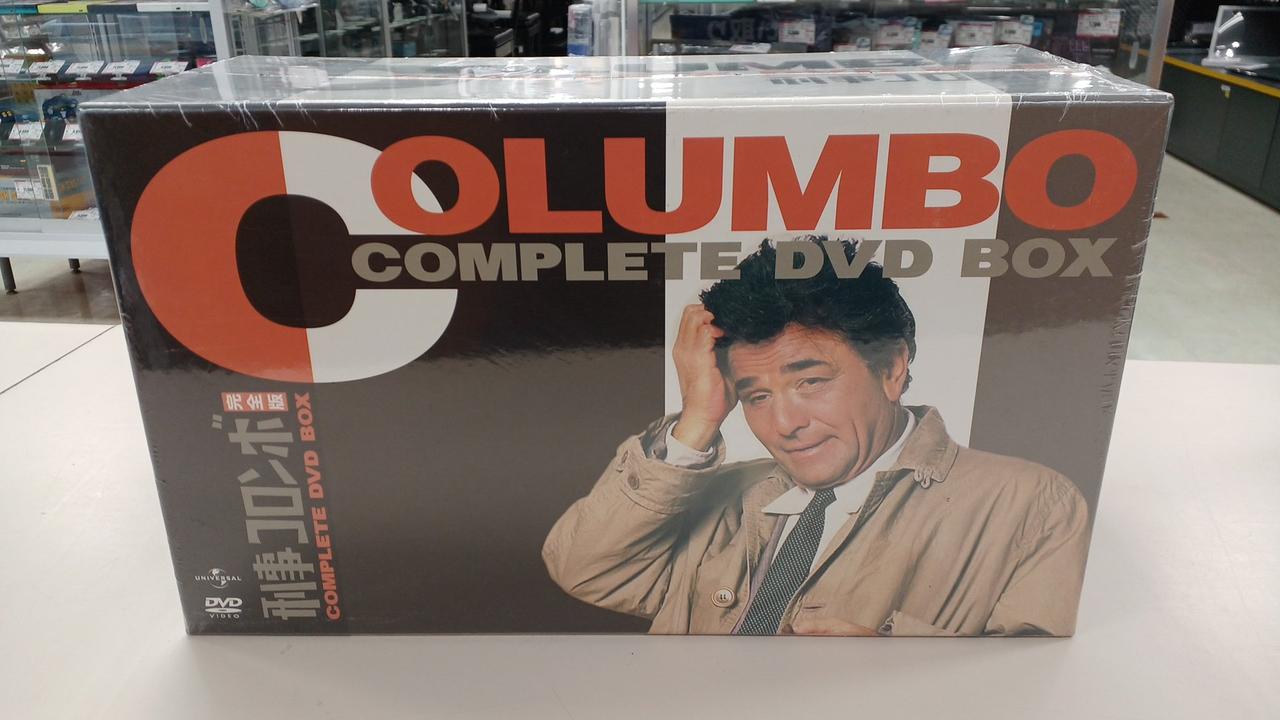 COLUMBO
COMPLETE DVD BOX
刑事コロンボ 完全版
COMPLETE DVD BOX
UNIVERSAL
DVD
VIDEO